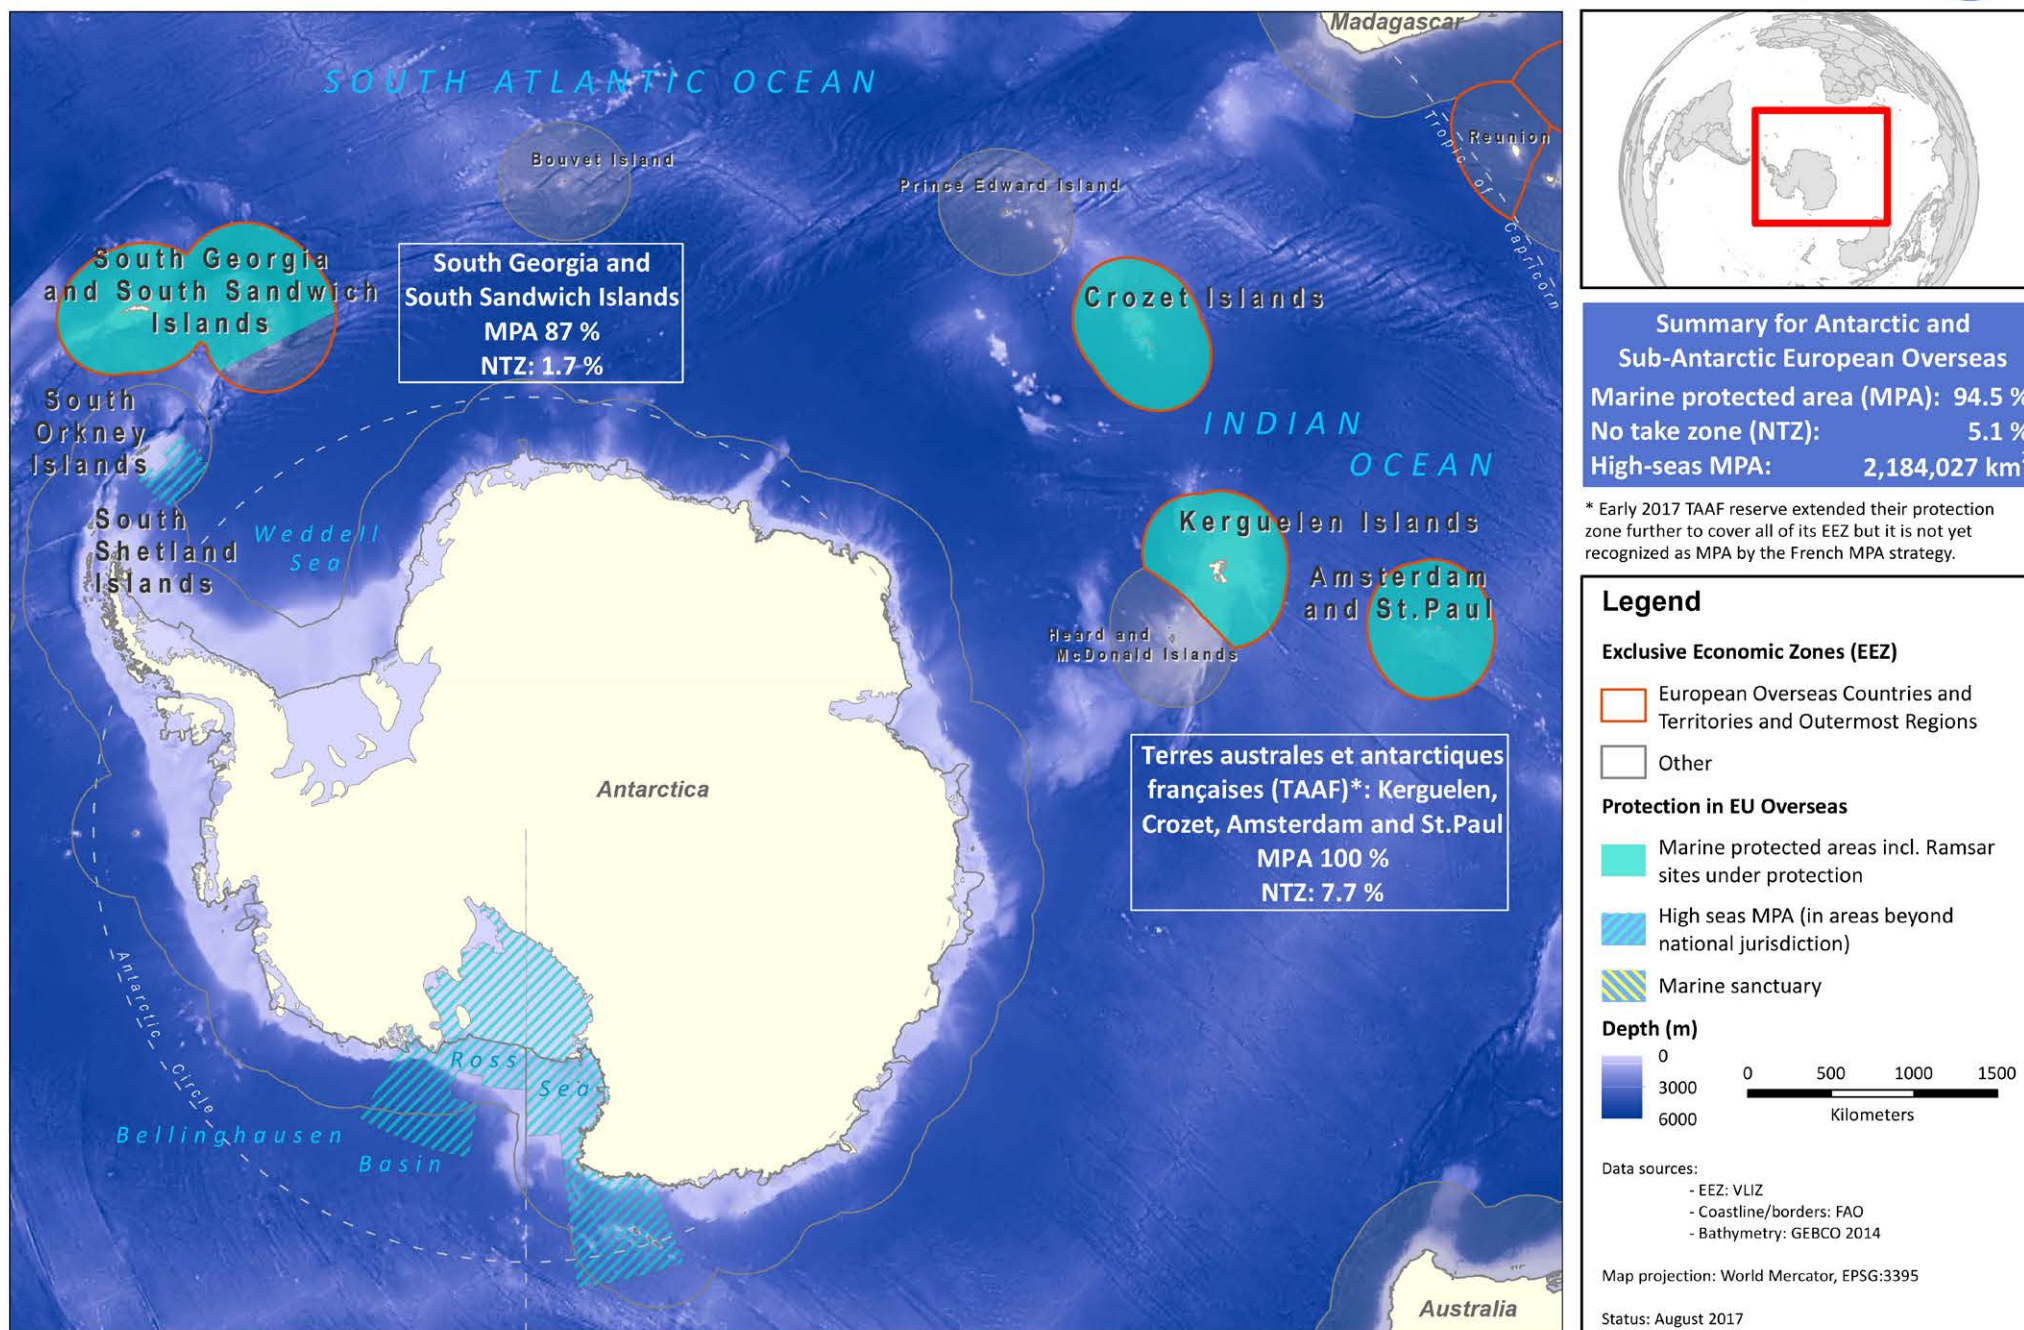 Madagascar
SOUTH ATLANTIC OCEAN
Tropic of Capricorn
Reunion
Bouvet Island
Prince Edward Island
South Georgia
and South Sandwich
Islands
South Georgia and
South Sandwich Islands
MPA 87 %
NTZ: 1.7 %
Crozet Islands
South
Orkney
Islands
INDIAN
OCEAN
South
Shetland
Islands
Weddell
Sea
Kerguelen Islands
Amsterdam
and St.Paul
Heard and
McDonald Islands
Antarctica
Terres australes et antarctiques
françaises (TAAF)*: Kerguelen,
Crozet, Amsterdam and St.Paul
MPA 100 %
NTZ: 7.7 %
Antarctic Circle
Ross
Sea
Bellinghausen
Basin
Australia
Summary for Antarctic and
Sub-Antarctic European Overseas
Marine protected area (MPA): 94.5 %
No take zone (NTZ): 5.1 %
High-seas MPA: 2,184,027 km²
* Early 2017 TAAF reserve extended their protection
zone further to cover all of its EEZ but it is not yet
recognized as MPA by the French MPA strategy.
Legend
Exclusive Economic Zones (EEZ)
European Overseas Countries and
Territories and Outermost Regions
Other
Protection in EU Overseas
Marine protected areas incl. Ramsar
sites under protection
High seas MPA (in areas beyond
national jurisdiction)
Marine sanctuary
Depth (m)
0
3000
6000
0 500 1000 1500
Kilometers
Data sources:
- EEZ: VLIZ
- Coastline/borders: FAO
- Bathymetry: GEBCO 2014
Map projection: World Mercator, EPSG:3395
Status: August 2017